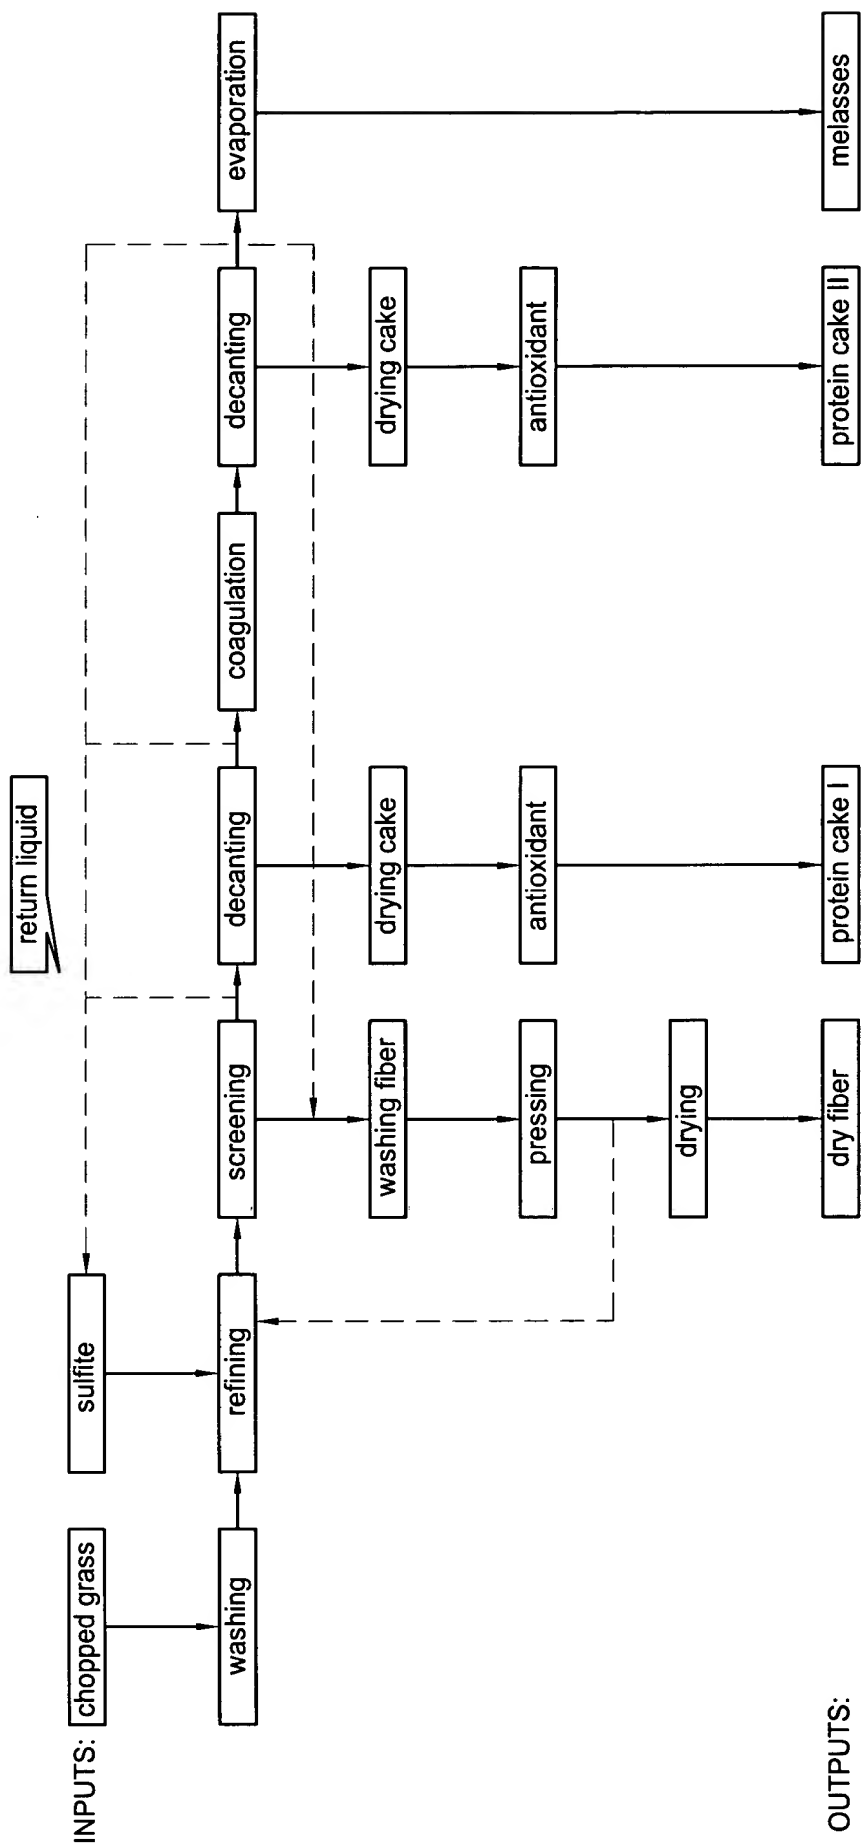 return liquid
INPUTS:
chopped grass
sulfite
washing
refining
screening
decanting
coagulation
decanting
evaporation
washing fiber
drying cake
drying cake
pressing
antioxidant
antioxidant
drying
OUTPUTS:
dry fiber
protein cake I
protein cake II
melasses